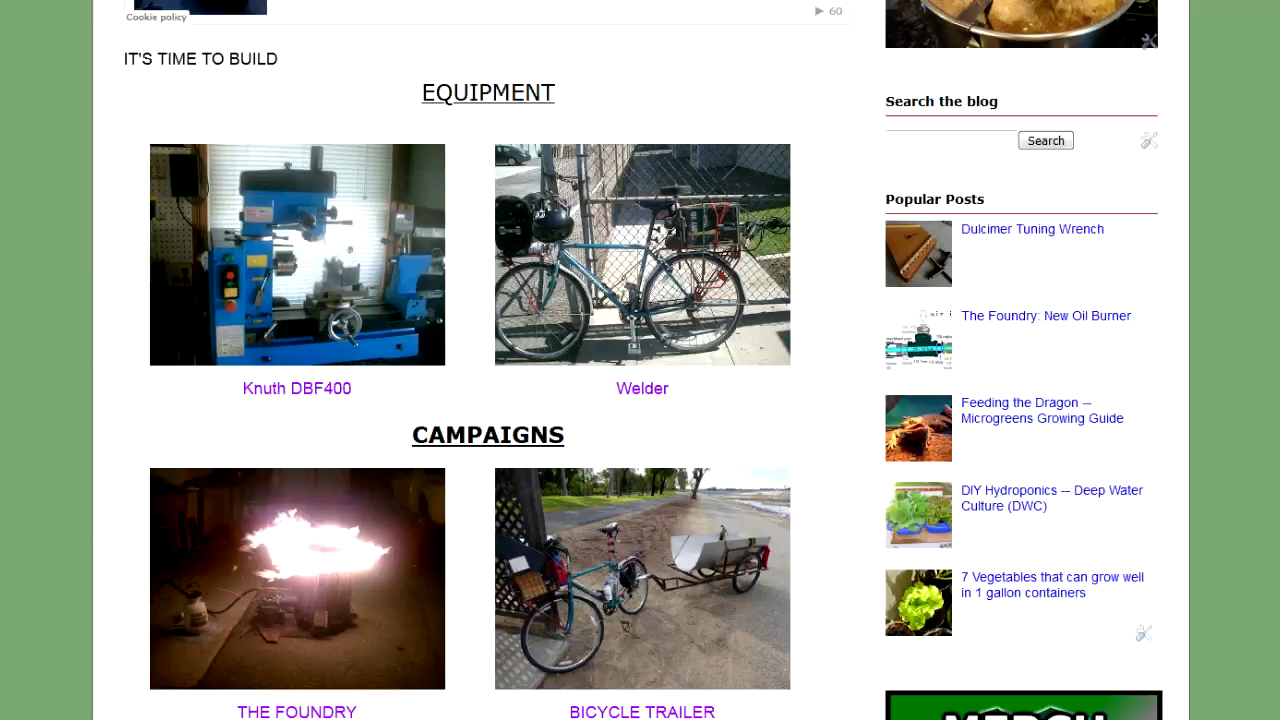 Cookie policy
60
IT'S TIME TO BUILD
EQUIPMENT
Knuth DBF400
Welder
CAMPAIGNS
THE FOUNDRY
BICYCLE TRAILER
Search the blog
Search
Popular Posts
Dulcimer Tuning Wrench
The Foundry: New Oil Burner
Feeding the Dragon --
Microgreens Growing Guide
DIY Hydroponics -- Deep Water
Culture (DWC)
7 Vegetables that can grow well
in 1 gallon containers
MERCH